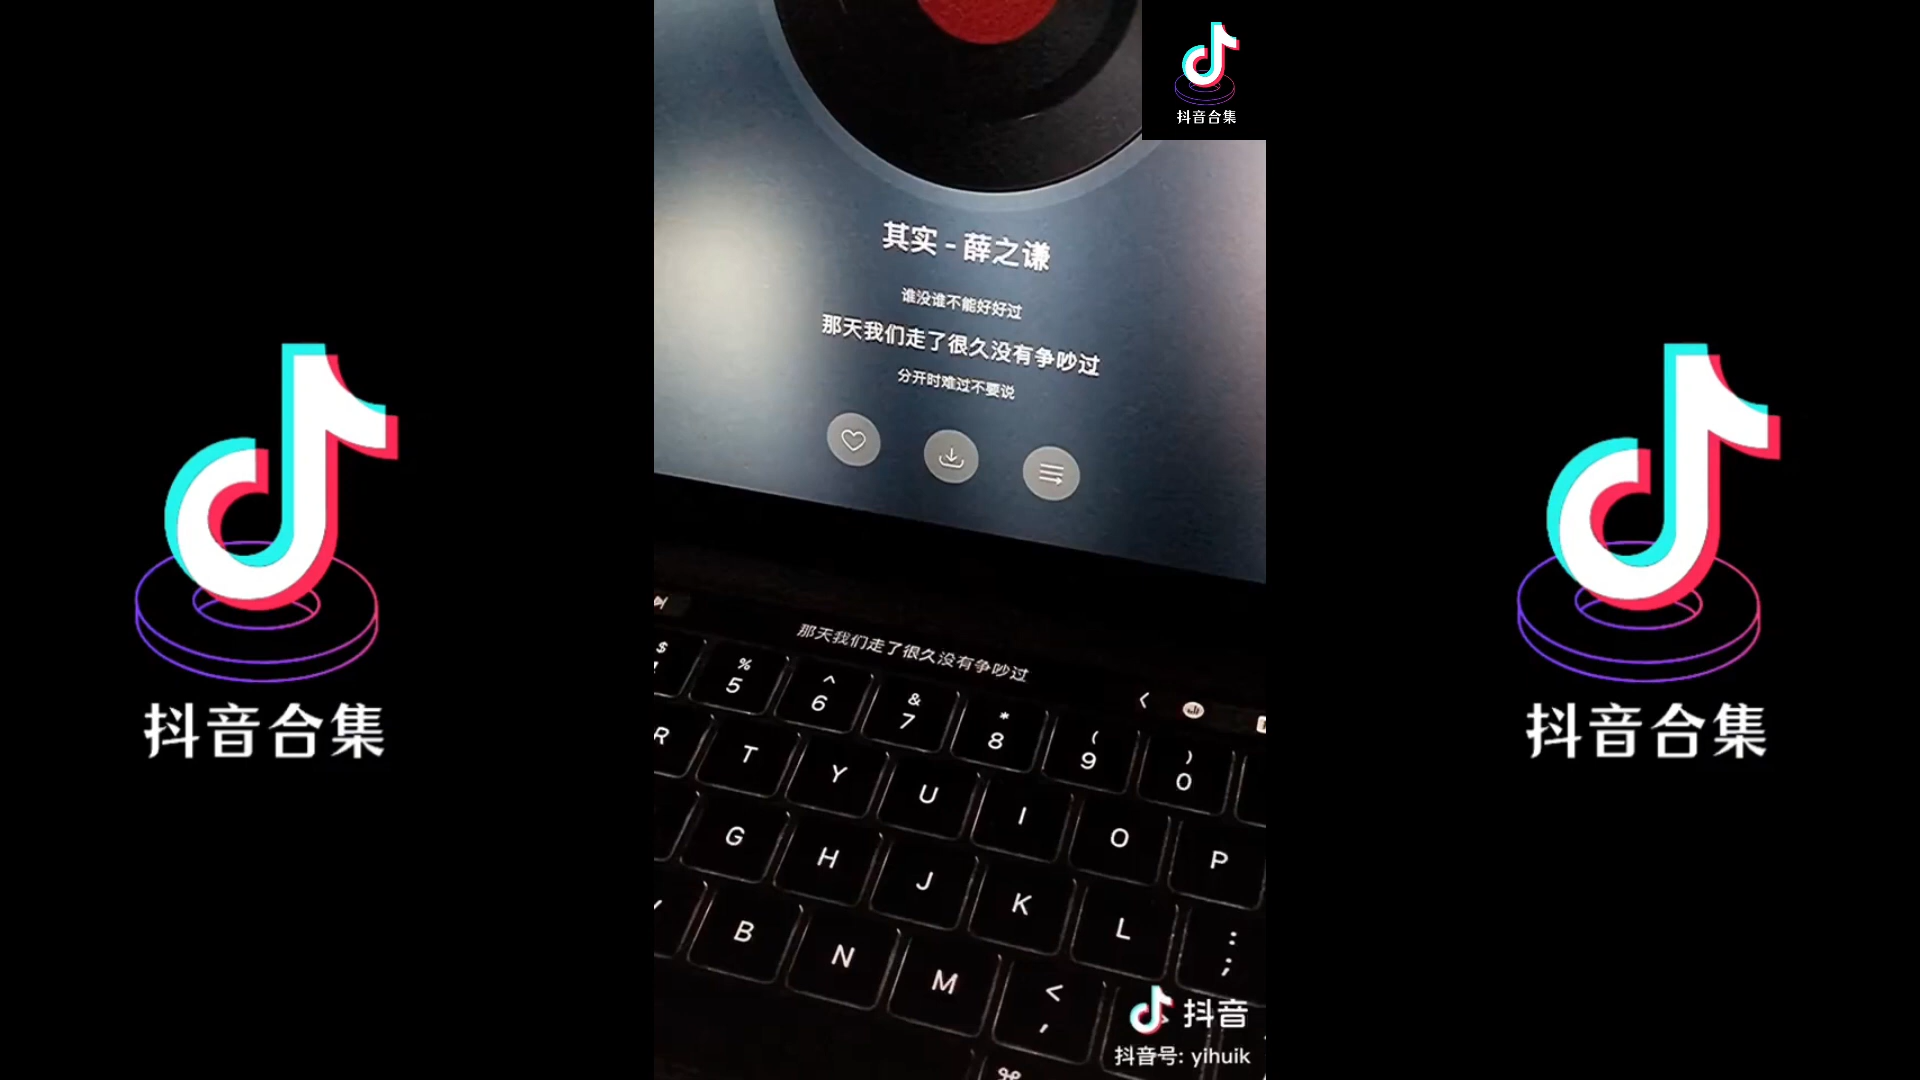 抖音合集
其实 - 薛之谦
谁没谁不能好好过
那天我们走了很久没有争吵过
分开时难过不要说
抖音合集
抖音合集
那天我们走了很久没有争吵过
$ % ^ & * ( )
5 6 7 8 9 0
R T Y U I O P
G H J K L : ;
B N M < ,
⌘
抖音
抖音号: yihuik